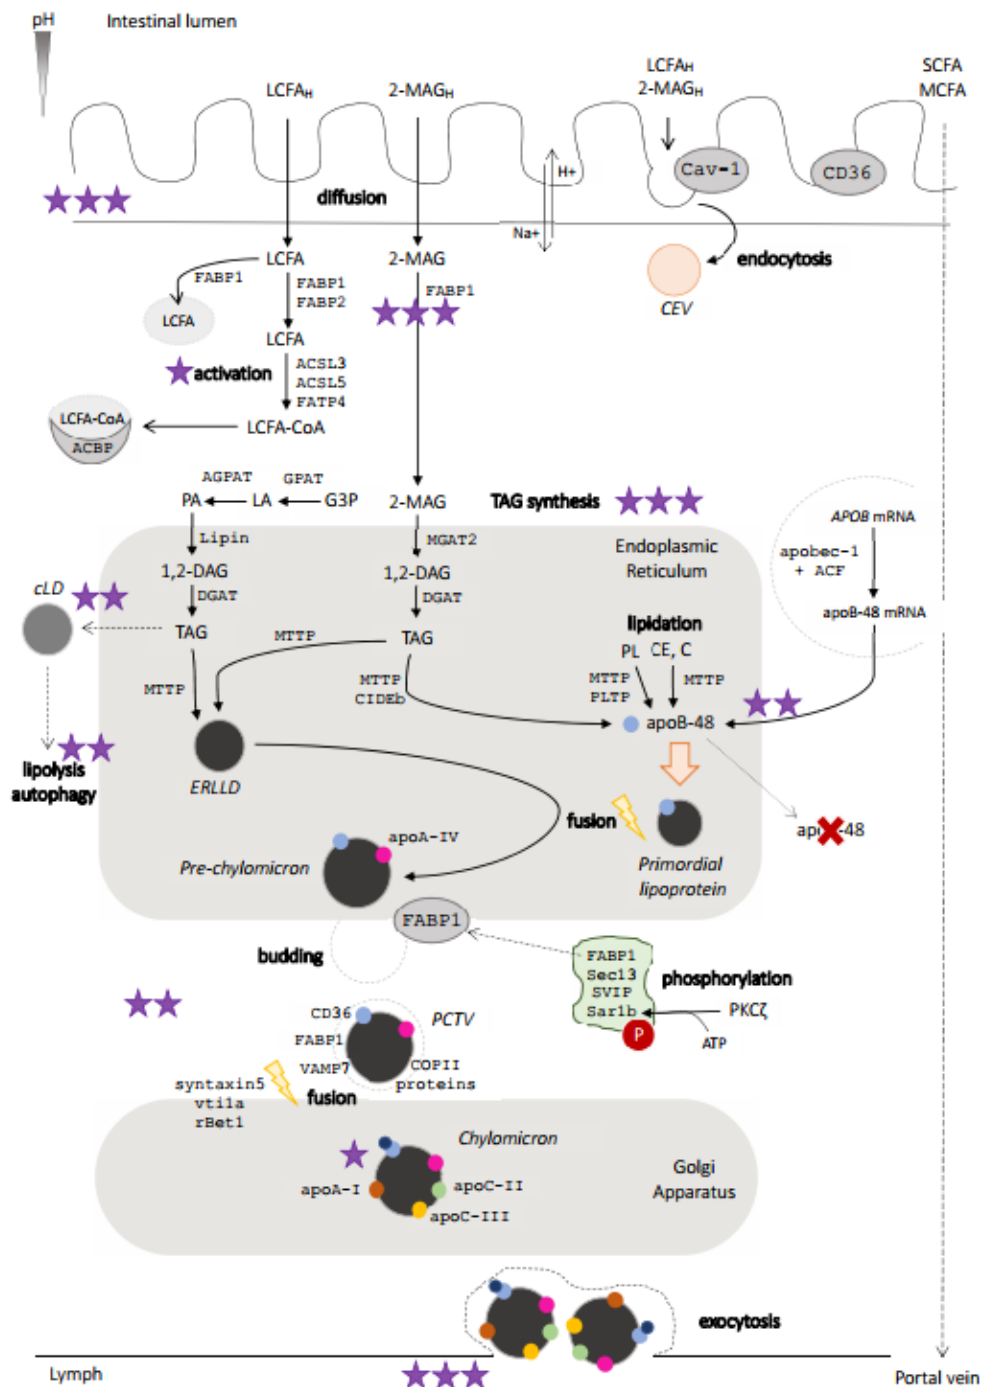 pH
Intestinal lumen
LCFAH
2-MAGH
LCFAH
2-MAGH
SCFA
MCFA
Cav-1
CD36
H+
diffusion
Na+
endocytosis
CEV
LCFA
2-MAG
FABP1
FABP1
FABP2
FABP1
LCFA
LCFA
activation
ACSL3
ACSL5
FATP4
LCFA-CoA
ACBP
LCFA-CoA
AGPAT
GPAT
PA
LA
G3P
2-MAG
TAG synthesis
APOB mRNA
apobec-1
+ ACF
apoB-48 mRNA
Lipin
MGAT2
Endoplasmic
Reticulum
1,2-DAG
1,2-DAG
cLD
DGAT
DGAT
TAG
MTTP
TAG
lipidation
PL
CE, C
MTTP
MTTP
CIDEb
MTTP
PLTP
MTTP
apoB-48
lipolysis
autophagy
ERLLD
fusion
Primordial
lipoprotein
Pre-chylomicron
apoA-IV
FABP1
budding
FABP1
Sec13
SVIP
Sar1b
phosphorylation
PKCζ
P
ATP
CD36
PCTV
FABP1
VAMP7
COPII
proteins
syntaxin5
vti1a
rBet1
fusion
Chylomicron
apoA-I
apoC-II
apoC-III
Golgi
Apparatus
exocytosis
Lymph
Portal vein